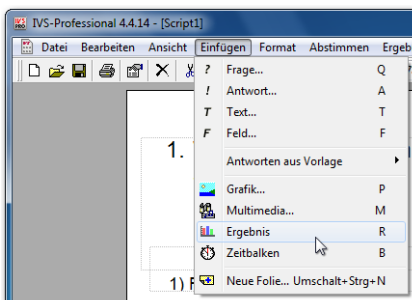 IVS-Professional 4.4.14 - [Script1]
Datei Bearbeiten Ansicht Einfügen Format Abstimmen Ergeb
? Frage... Q
! Antwort... A
T Text... T
F Feld... F
1.
Antworten aus Vorlage
Grafik... P
Multimedia... M
Ergebnis R
Zeitbalken B
1) F
Neue Folie... Umschalt+Strg+N